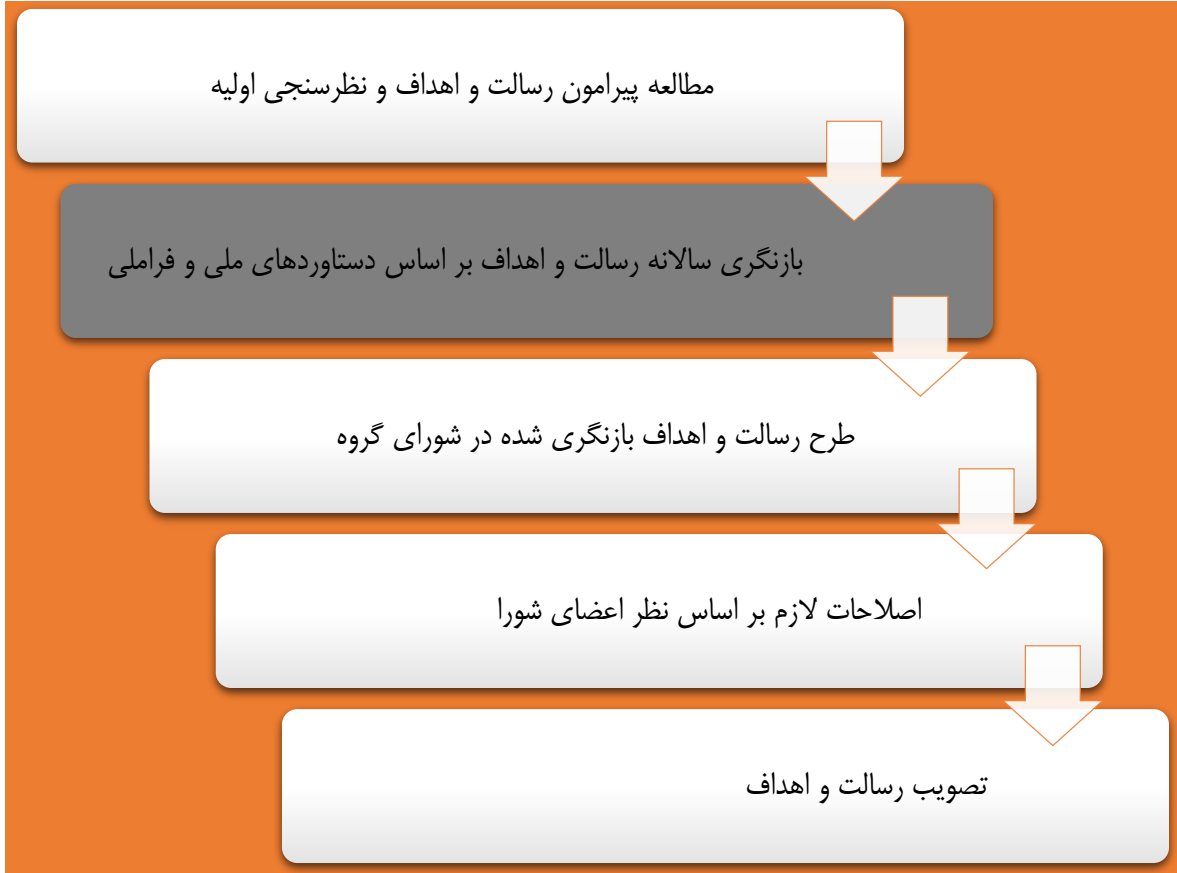 مطالعه پیرامون رسالت و اهداف و نظرسنجی اولیه
بازنگری سالانه رسالت و اهداف بر اساس دستاوردهای ملی و فراملی
طرح رسالت و اهداف بازنگری شده در شورای گروه
اصلاحات لازم بر اساس نظر اعضای شورا
تصویب رسالت و اهداف